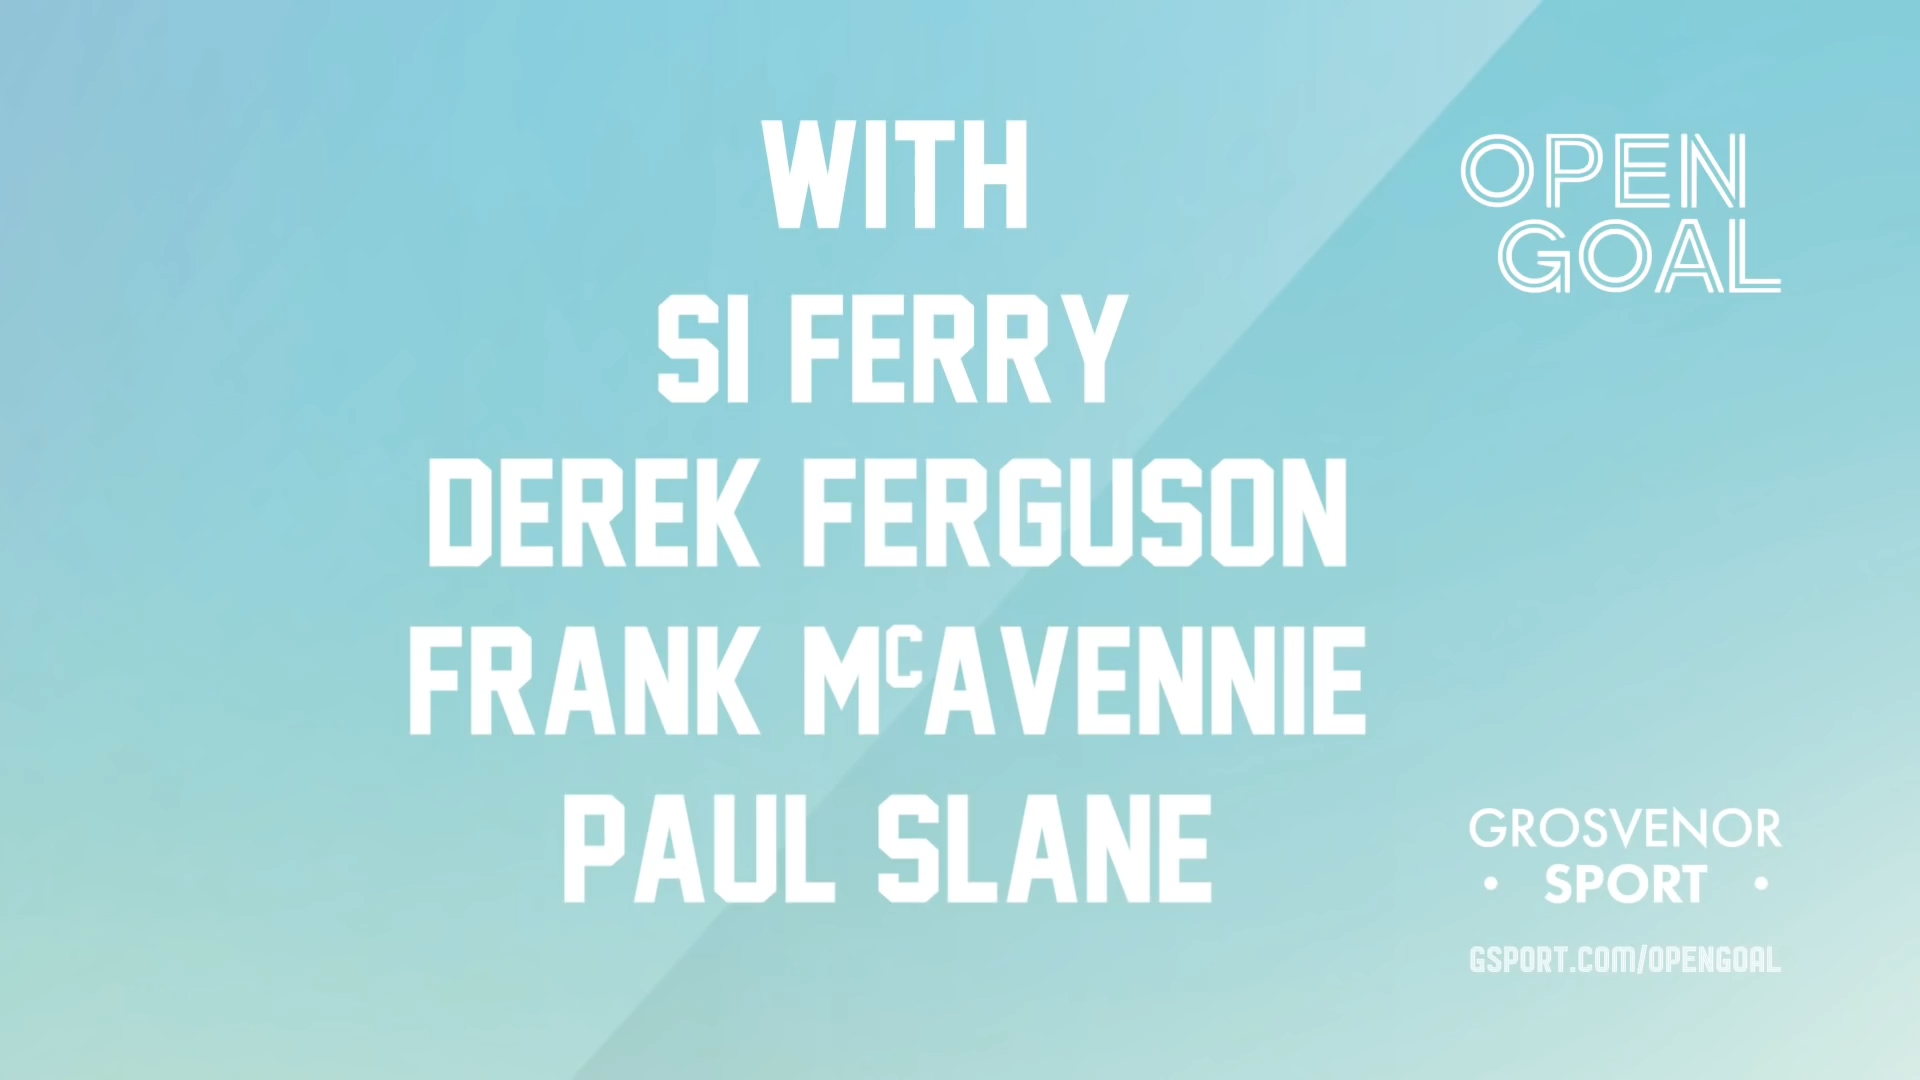 WITH
SI FERRY
DEREK FERGUSON
FRANK McAVENNIE
PAUL SLANE
OPEN
GOAL
GROSVENOR
• SPORT •
GSPORT.COM/OPENGOAL